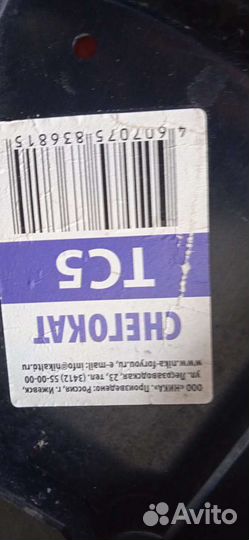 СНЕГОКАТ
ТС5
4 607075 836815
ООО «НИКА» Произведено: Россия, г. Ижевск,
ул. Лесозаводская, 23, тел. (3412) 55-00-00
www.nika-foryou.ru, e-mail: info@nikaltd.ru
Avito